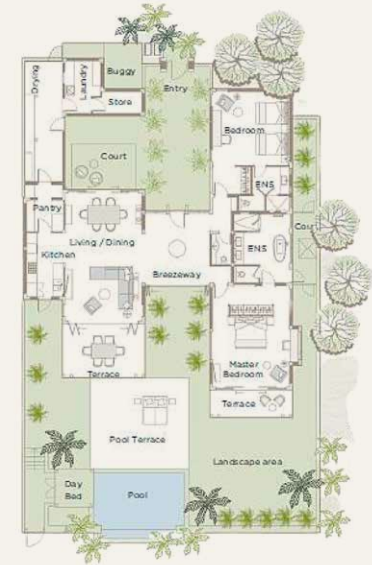 Drying
Laundry
Buggy
Store
Entry
Court
Bedroom
ENS
Pantry
Kitchen
Living / Dining
Breezeway
ENS
Master
Bedroom
Terrace
Terrace
Pool Terrace
Landscape area
Day
Bed
Pool